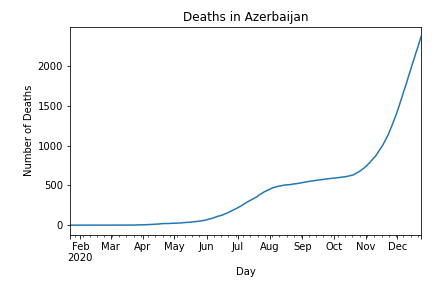 Deaths in Azerbaijan
Number of Deaths
2000
1500
1000
500
0
Feb Mar Apr May Jun Jul Aug Sep Oct Nov Dec
2020
Day